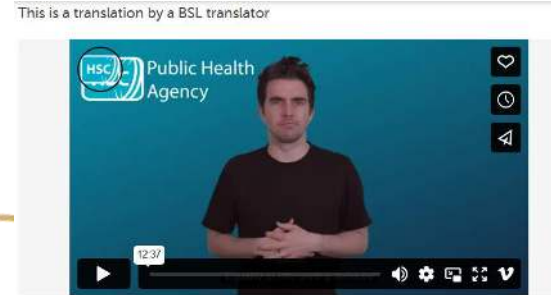 This is a translation by a BSL translator
HSC
Public Health
Agency
12:37